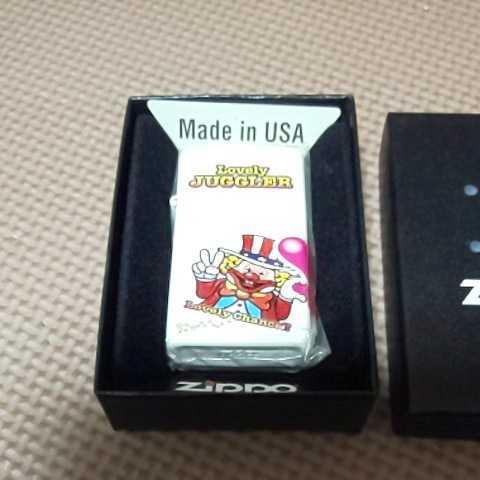 Made in USA
Lovely
JUGGLER
Lovely Chance!
zippo
Z